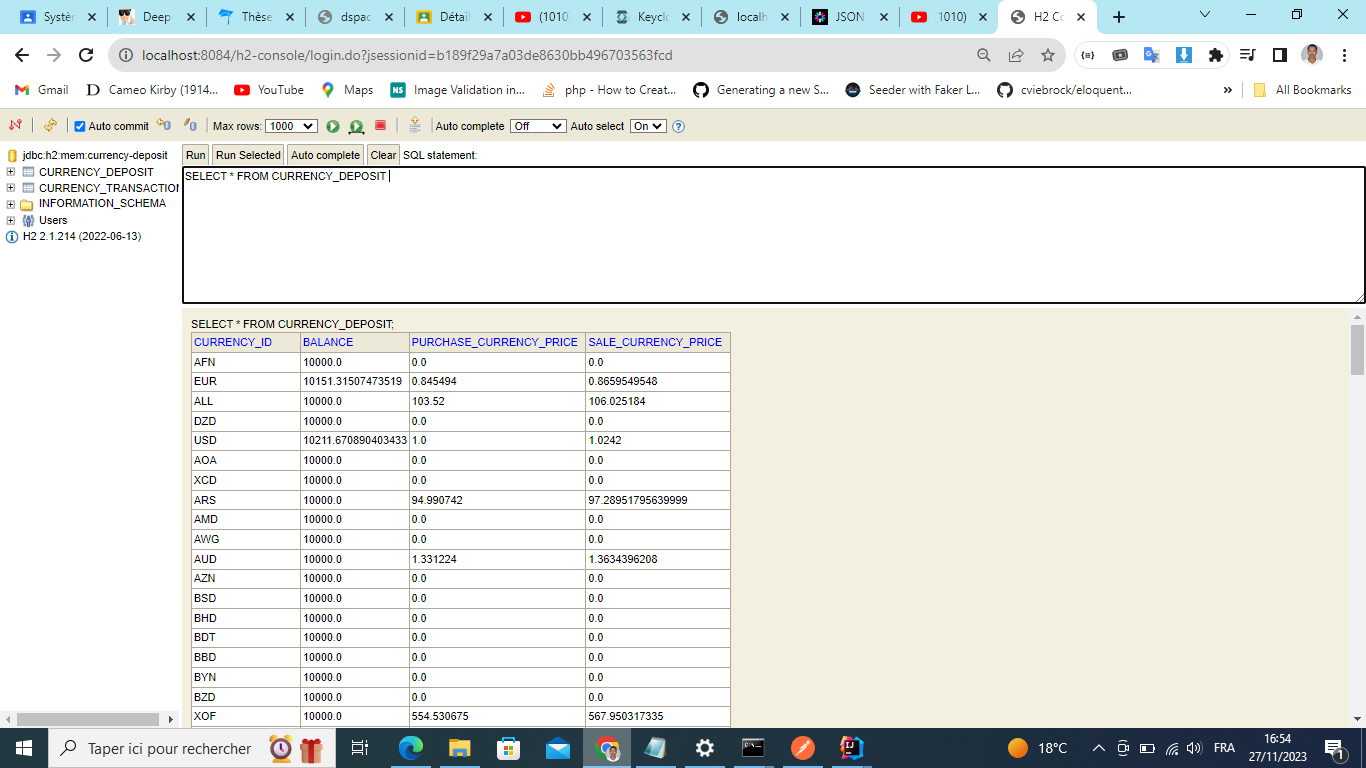 Systèr
Deep
Thèse
dspac
Déba
(1010)
Keyclo
localh
JSON
1010)
H2 Co
localhost:8084/h2-console/login.do?jsessionid=b189f29a7a03de8630bb496703563fcd
Gmail Cameo Kirby (1914... YouTube Maps Image Validation in... php - How to Creat... Generating a new S... Seeder with Faker L... cviebrock/eloquent... » All Bookmarks
Auto commit Max rows: 1000 Auto complete Off Auto select On
jdbc:h2:mem:currency-deposit
CURRENCY_DEPOSIT
CURRENCY_TRANSACTION
INFORMATION_SCHEMA
Users
H2 2.1.214 (2022-06-13)
Run Run Selected Auto complete Clear SQL statement:
SELECT * FROM CURRENCY_DEPOSIT
SELECT * FROM CURRENCY_DEPOSIT;
CURRENCY_ID BALANCE PURCHASE_CURRENCY_PRICE SALE_CURRENCY_PRICE
AFN 10000.0 0.0 0.0
EUR 10151.31507473519 0.845494 0.8659549548
ALL 10000.0 103.52 106.025184
DZD 10000.0 0.0 0.0
USD 10211.670890403433 1.0 1.0242
AOA 10000.0 0.0 0.0
XCD 10000.0 0.0 0.0
ARS 10000.0 94.990742 97.28951795639999
AMD 10000.0 0.0 0.0
AWG 10000.0 0.0 0.0
AUD 10000.0 1.331224 1.3634396208
AZN 10000.0 0.0 0.0
BSD 10000.0 0.0 0.0
BHD 10000.0 0.0 0.0
BDT 10000.0 0.0 0.0
BBD 10000.0 0.0 0.0
BYN 10000.0 0.0 0.0
BZD 10000.0 0.0 0.0
XOF 10000.0 554.530675 567.950317335
Taper ici pour rechercher
18°C
FRA
16:54
27/11/2023
1